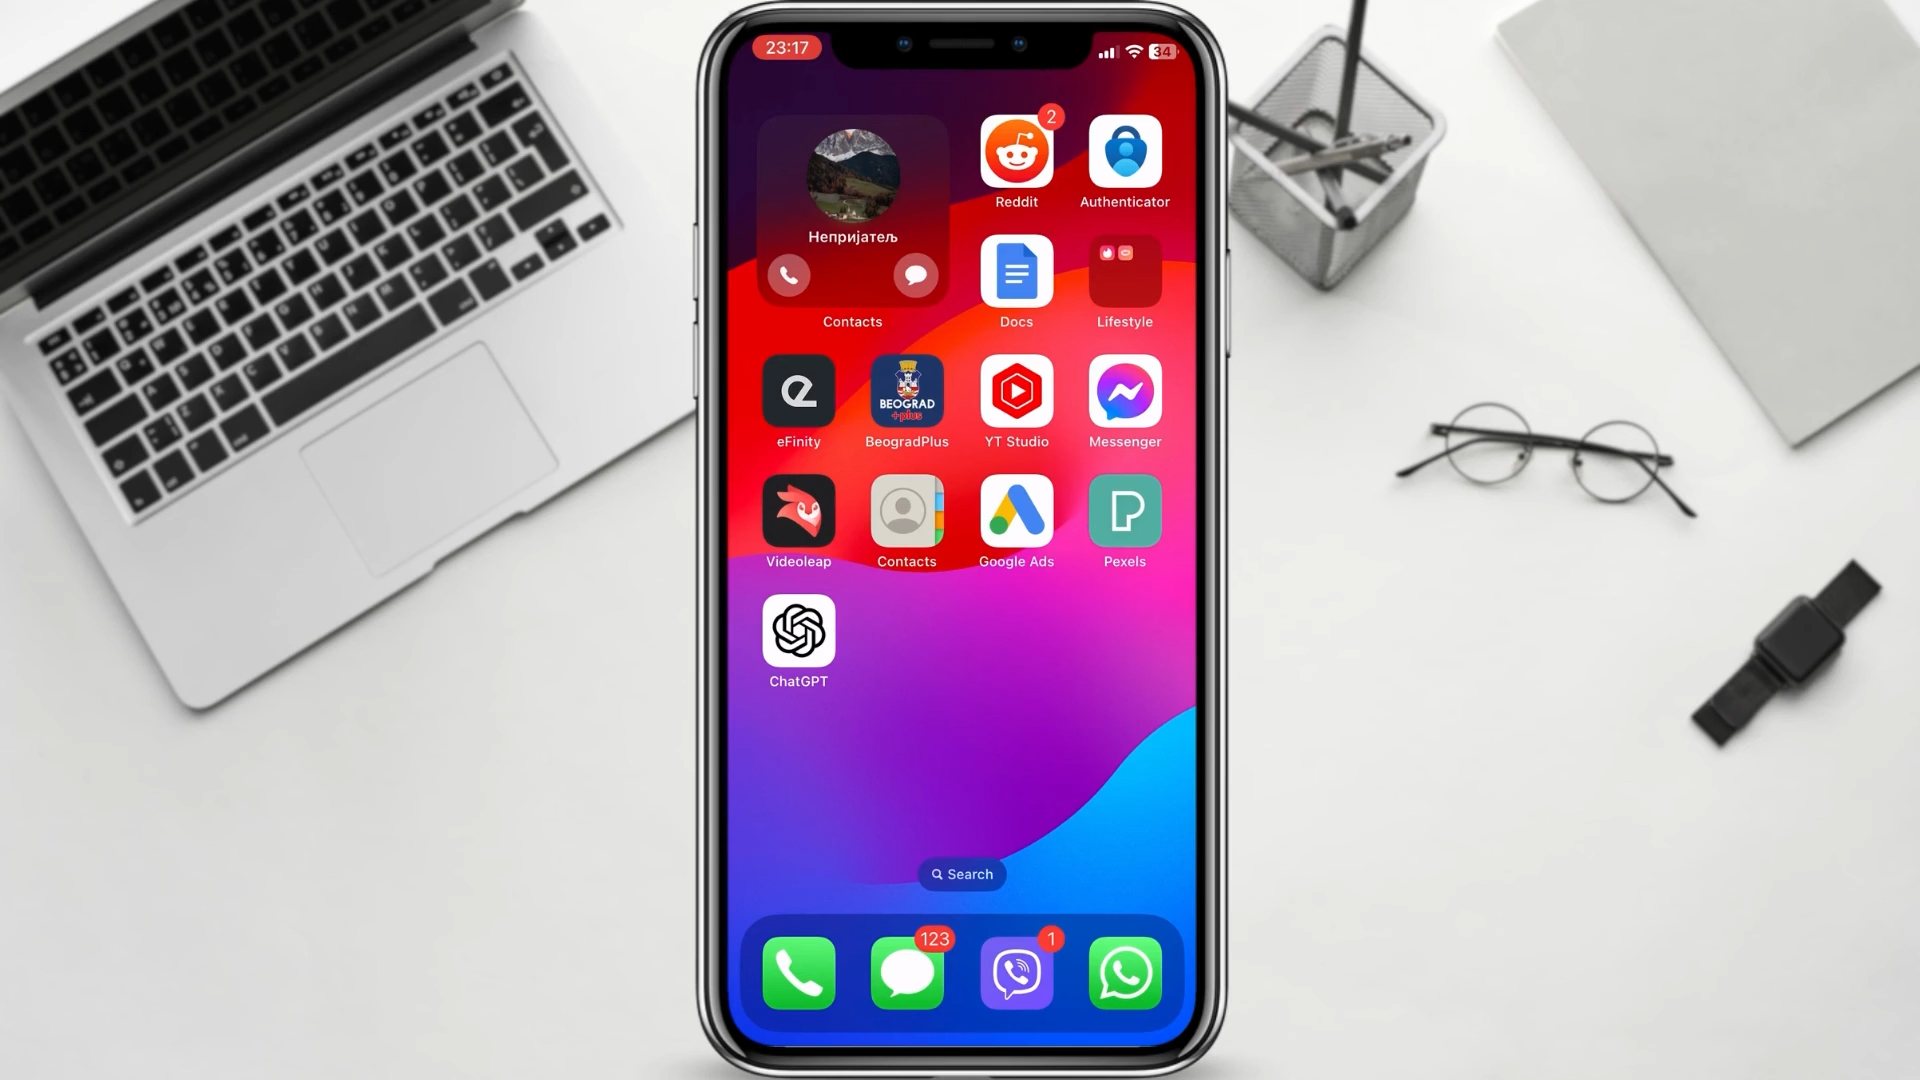 23:17
34
2
Непријатељ
Reddit
Authenticator
Contacts
Docs
Lifestyle
BEOGRAD
+plus
eFinity
BeogradPlus
YT Studio
Messenger
Videoleap
Contacts
Google Ads
Pexels
ChatGPT
Search
123
1